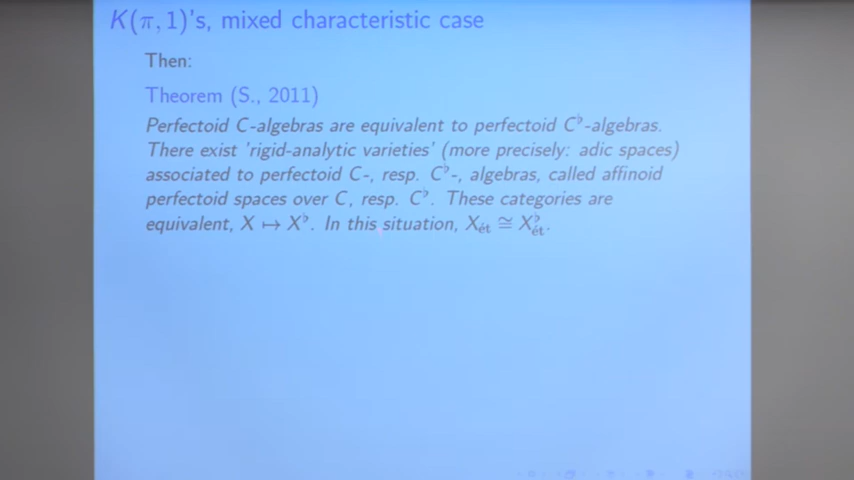 K(π, 1)'s, mixed characteristic case
Then:
Theorem (S., 2011)
Perfectoid C-algebras are equivalent to perfectoid C♭-algebras.
There exist 'rigid-analytic varieties' (more precisely: adic spaces)
associated to perfectoid C-, resp. C♭-, algebras, called affinoid
perfectoid spaces over C, resp. C♭. These categories are
equivalent, X ↦ X♭. In this situation, Xét ≅ X♭ét.